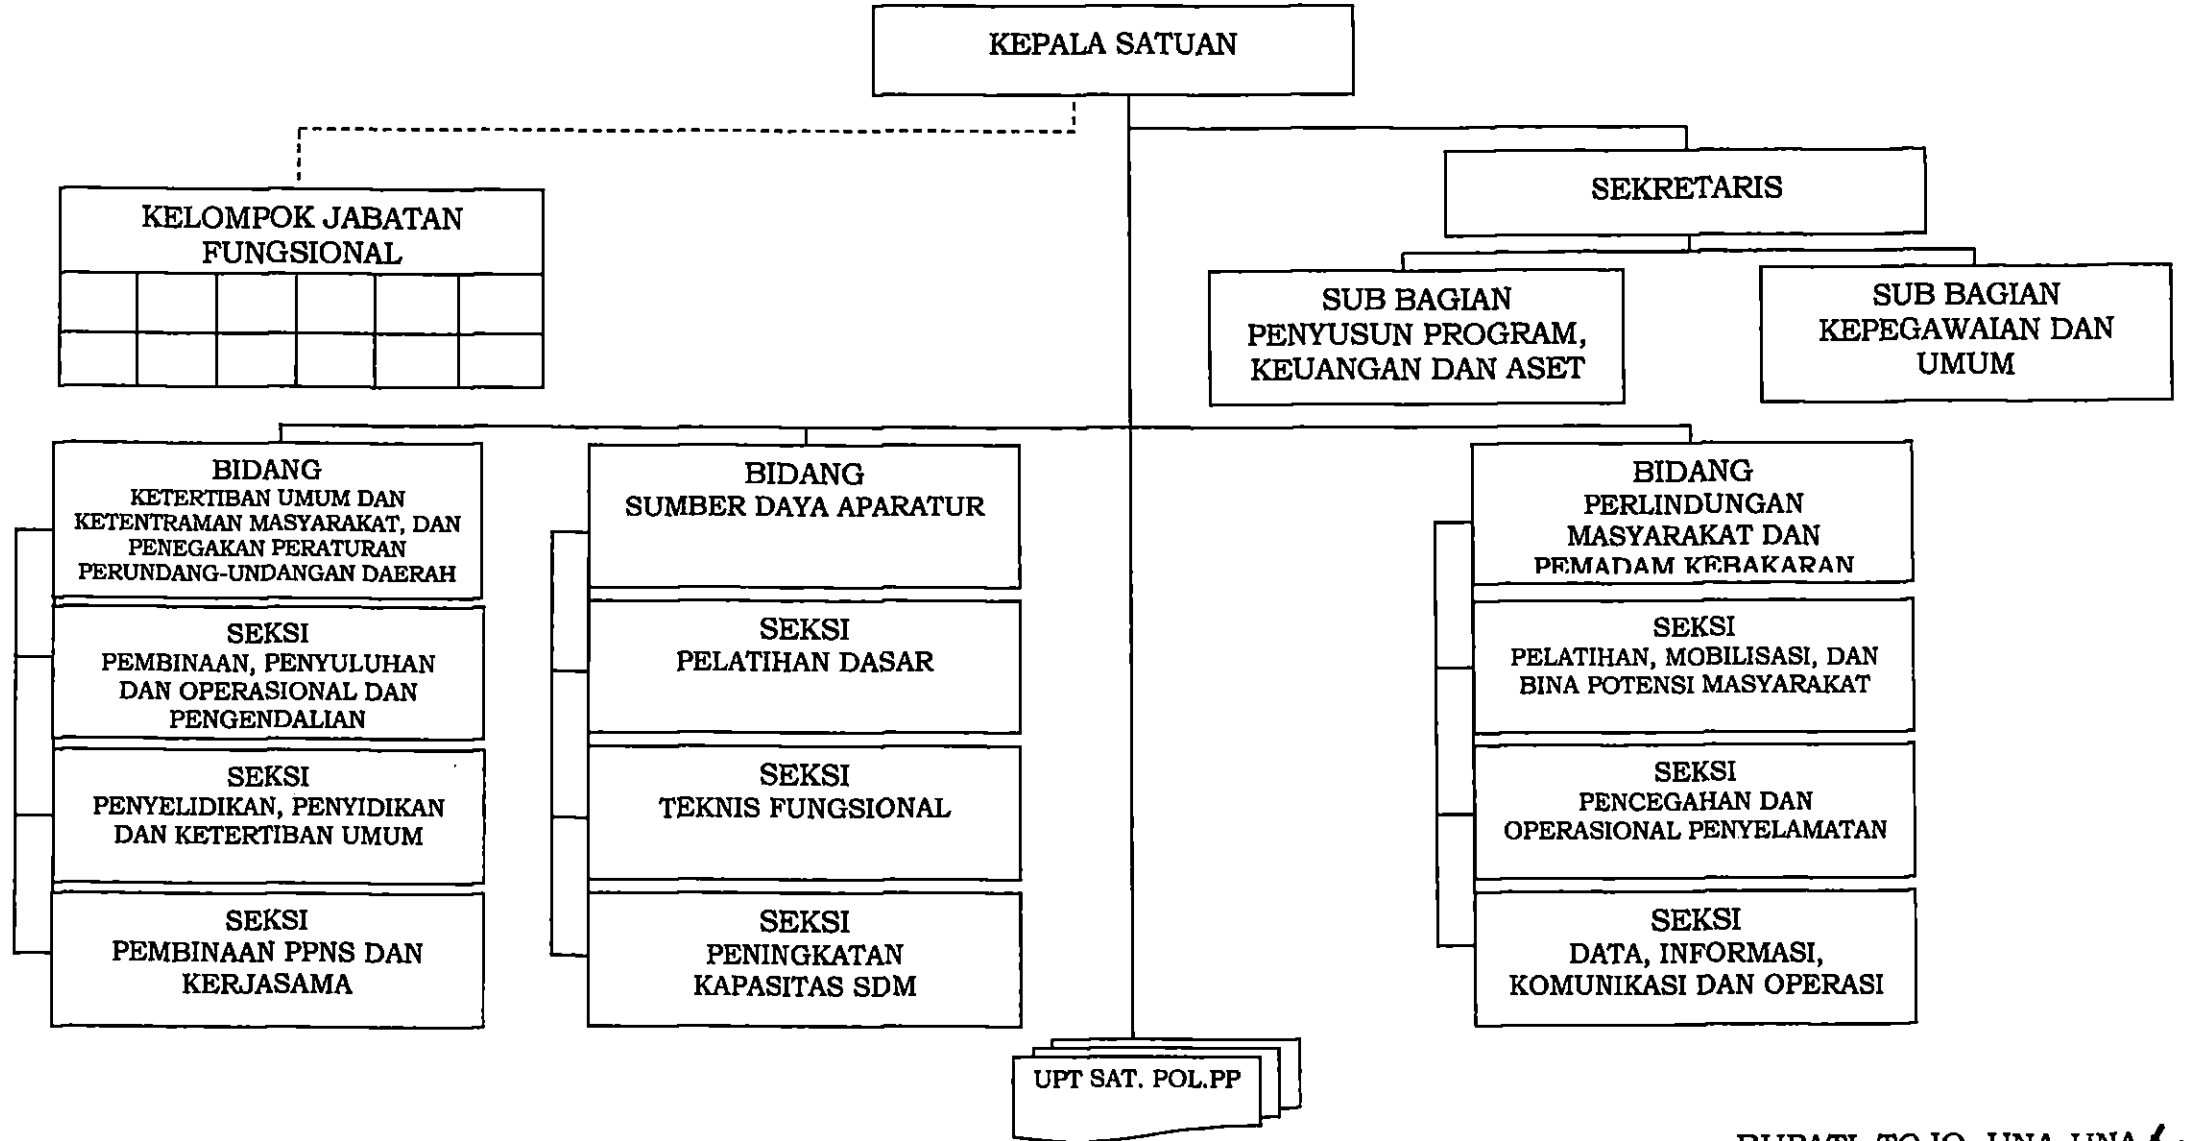 KEPALA SATUAN
SEKRETARIS
KELOMPOK JABATAN
FUNGSIONAL
SUB BAGIAN
PENYUSUN PROGRAM,
KEUANGAN DAN ASET
SUB BAGIAN
KEPEGAWAIAN DAN
UMUM
BIDANG
KETERTIBAN UMUM DAN
KETENTRAMAN MASYARAKAT, DAN
PENEGAKAN PERATURAN
PERUNDANG-UNDANGAN DAERAH
SEKSI
PEMBINAAN, PENYULUHAN
DAN OPERASIONAL DAN
PENGENDALIAN
SEKSI
PENYELIDIKAN, PENYIDIKAN
DAN KETERTIBAN UMUM
SEKSI
PEMBINAAN PPNS DAN
KERJASAMA
BIDANG
SUMBER DAYA APARATUR
SEKSI
PELATIHAN DASAR
SEKSI
TEKNIS FUNGSIONAL
SEKSI
PENINGKATAN
KAPASITAS SDM
BIDANG
PERLINDUNGAN
MASYARAKAT DAN
PEMADAM KEBAKARAN
SEKSI
PELATIHAN, MOBILISASI, DAN
BINA POTENSI MASYARAKAT
SEKSI
PENCEGAHAN DAN
OPERASIONAL PENYELAMATAN
SEKSI
DATA, INFORMASI,
KOMUNIKASI DAN OPERASI
UPT SAT. POL.PP
BUPATI TOJO UNA-UNA